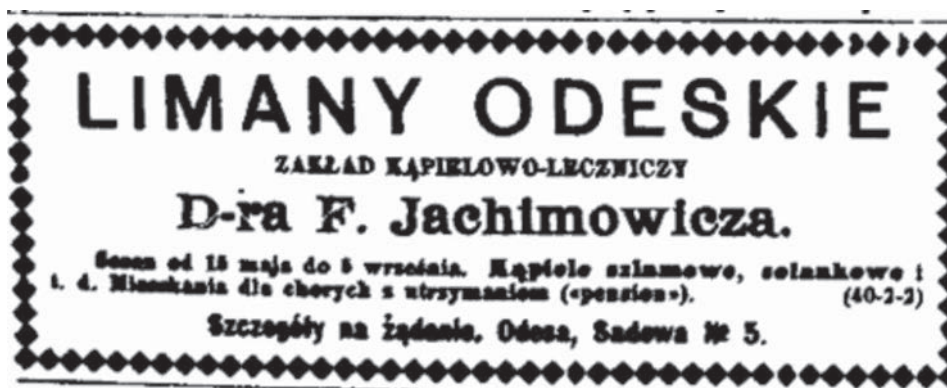 LIMANY ODESKIE
ZAKŁAD KĄPIELOWO-LECZNICZY
D-ra F. Jachimowicza.
Sezon od 15 maja do 5 września. Kąpiele szlamowe, solankowe i
t. d. Mieszkania dla chorych z utrzymaniem («pension»). (40-2-2)
Szczegóły na żądanie. Odesa, Sadowa № 5.